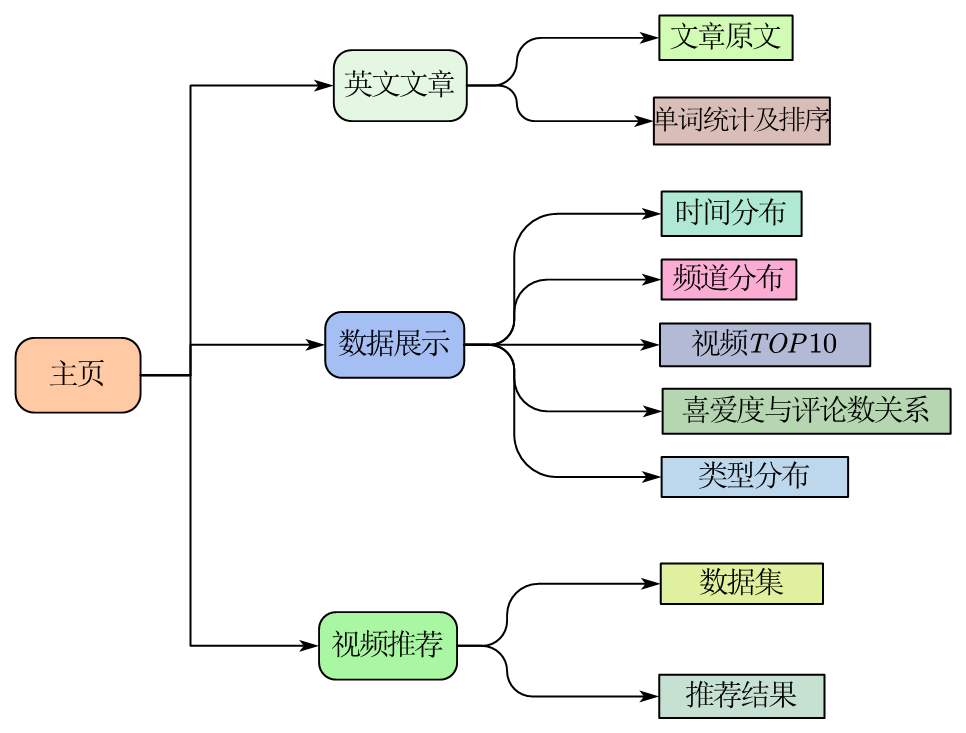 主页
英文文章
文章原文
单词统计及排序
数据展示
时间分布
频道分布
视频TOP10
喜爱度与评论数关系
类型分布
视频推荐
数据集
推荐结果